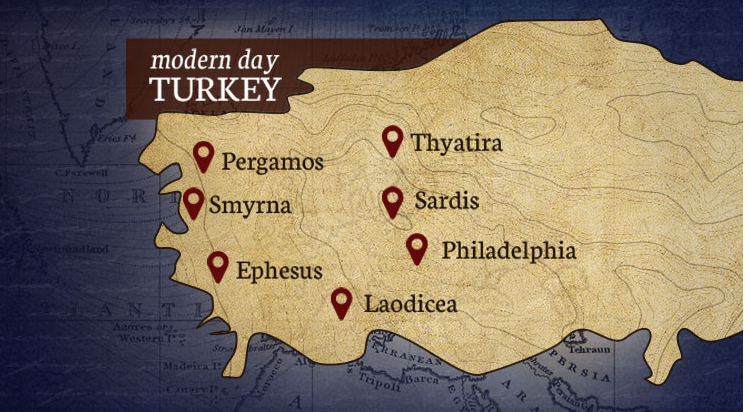 Scoresby's S.
Jan Mayen I
modern day
TURKEY
C. Farewell
Thyatira
Pergamos
Sardis
Smyrna
Philadelphia
Ephesus
Laodicea
Azores or
Western I.s
Madeira I.s
Tehraun
PERSIA
Tripoli
Barca